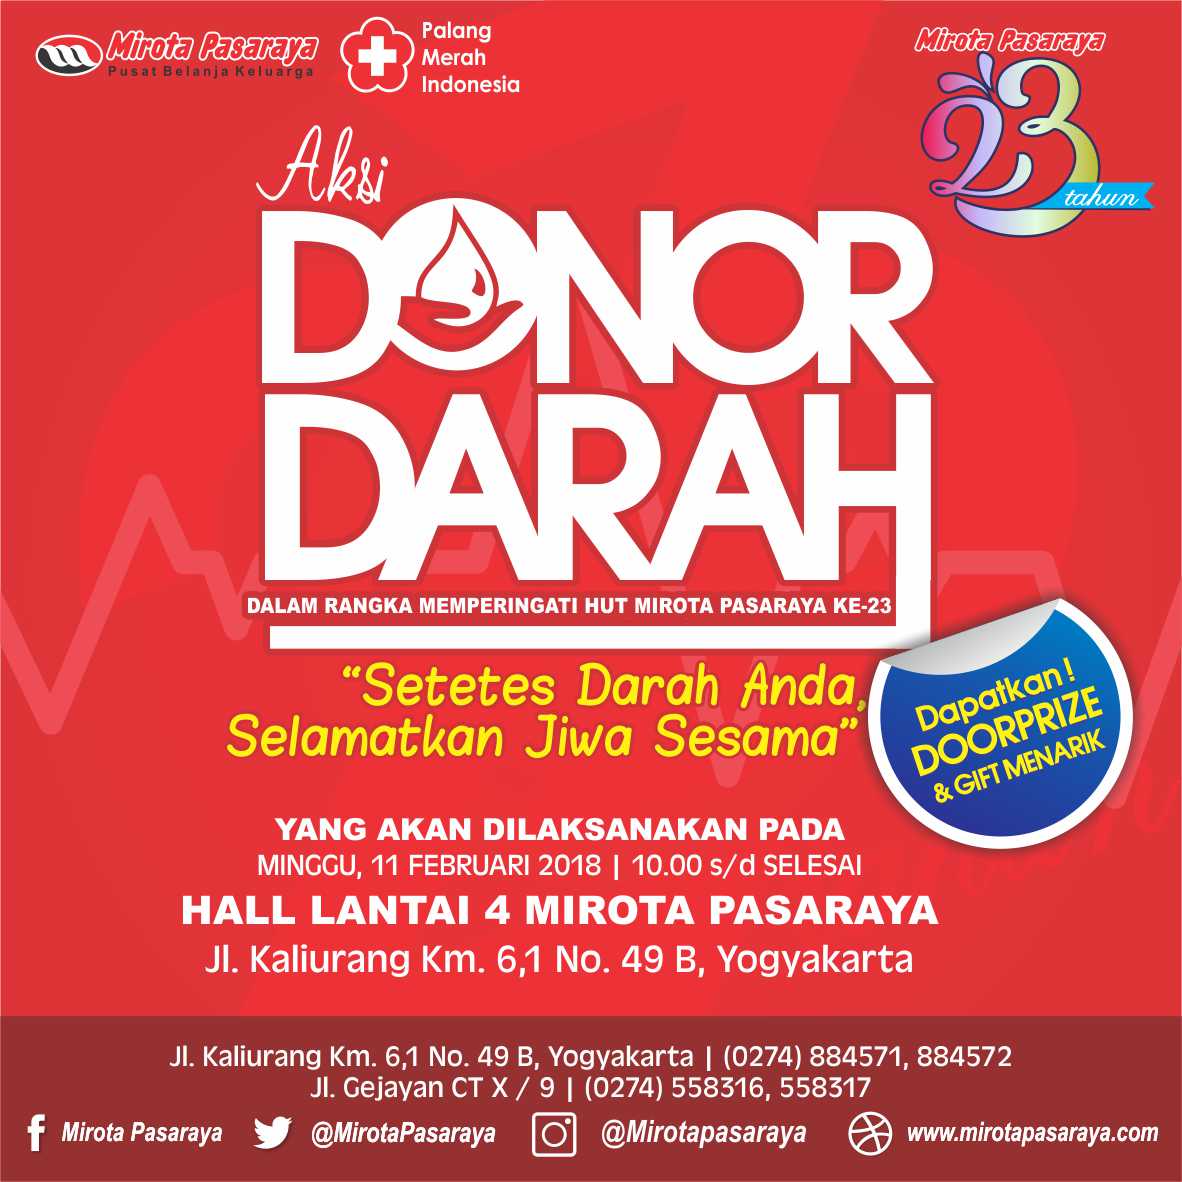 Mirota Pasaraya
Pusat Belanja Keluarga
Palang
Merah
Indonesia
Mirota Pasaraya
23
tahun
Aksi
DONOR
DARAH
DALAM RANGKA MEMPERINGATI HUT MIROTA PASARAYA KE-23
“Setetes Darah Anda,
Selamatkan Jiwa Sesama”
Dapatkan !
DOORPRIZE
& GIFT MENARIK
YANG AKAN DILAKSANAKAN PADA
MINGGU, 11 FEBRUARI 2018 | 10.00 s/d SELESAI
HALL LANTAI 4 MIROTA PASARAYA
Jl. Kaliurang Km. 6,1 No. 49 B, Yogyakarta
Jl. Kaliurang Km. 6,1 No. 49 B, Yogyakarta | (0274) 884571, 884572
Jl. Gejayan CT X / 9 | (0274) 558316, 558317
Mirota Pasaraya @MirotaPasaraya @Mirotapasaraya www.mirotapasaraya.com